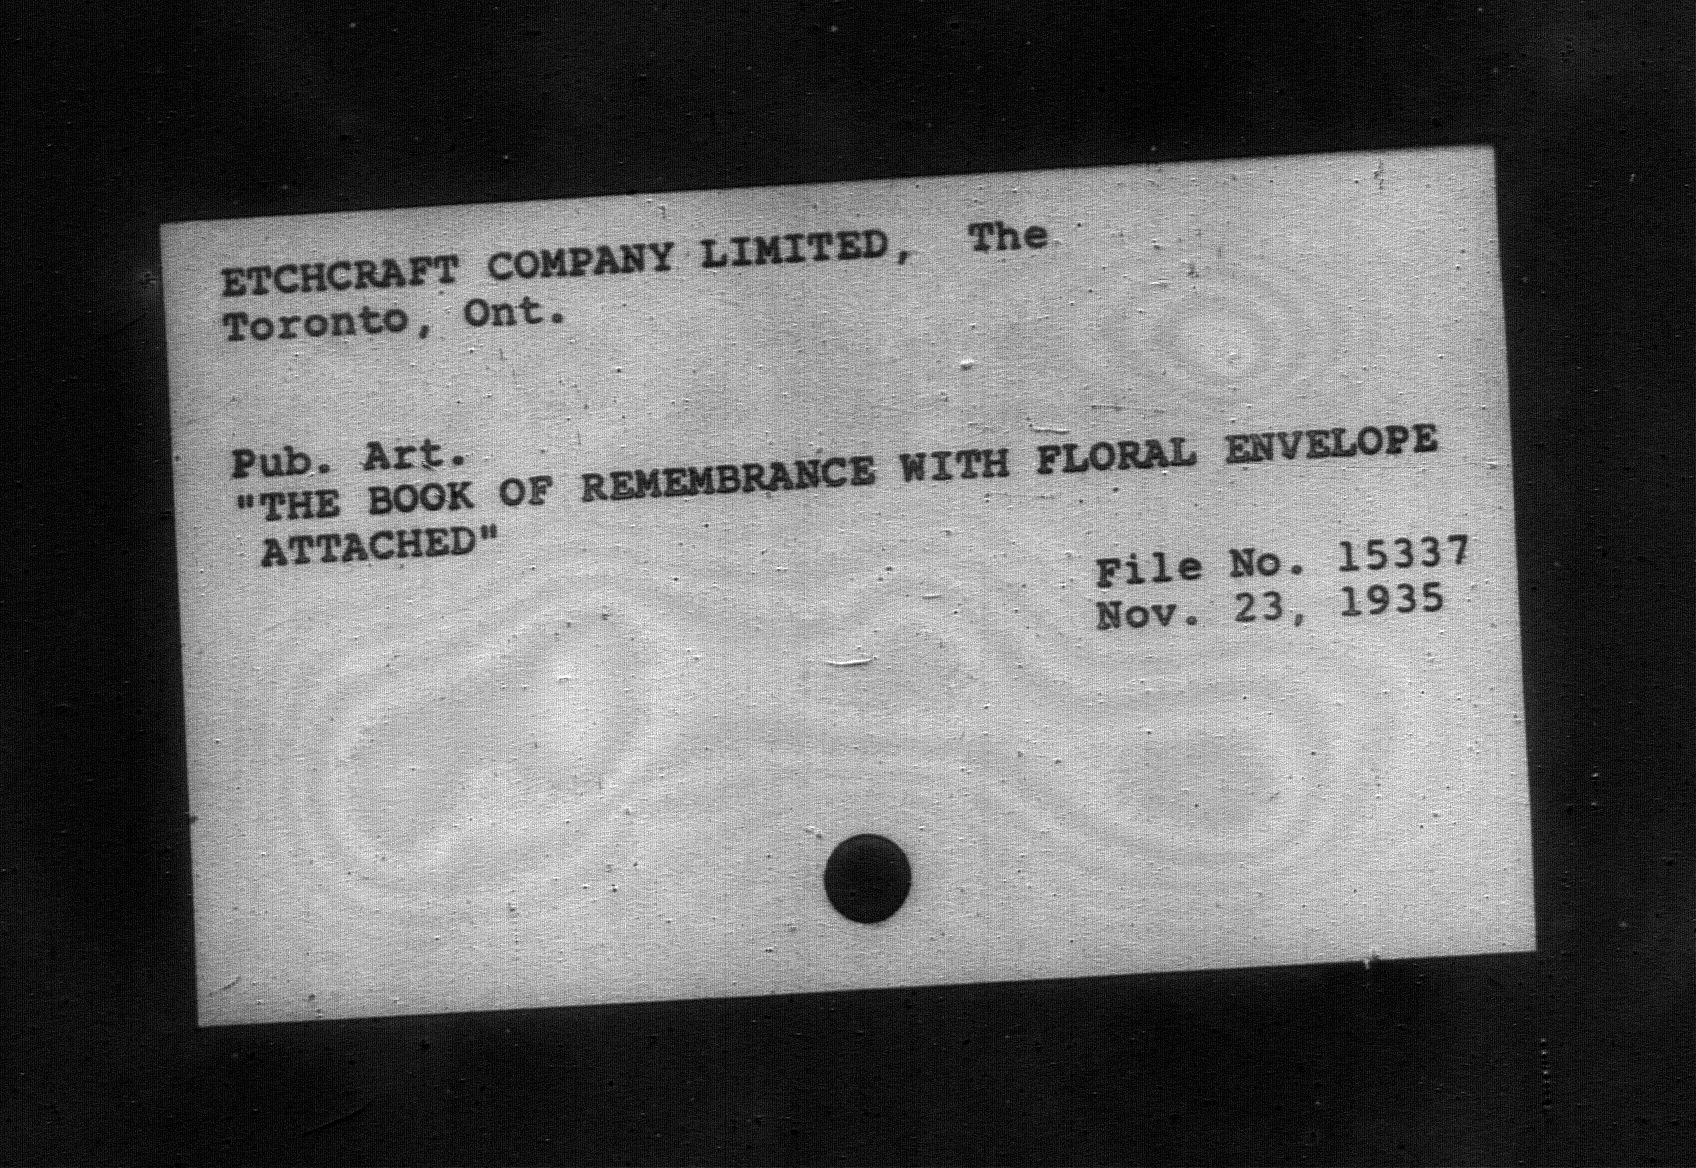 ETCHCRAFT COMPANY LIMITED, The
Toronto, Ont.
Pub. Art.
"THE BOOK OF REMEMBRANCE WITH FLORAL ENVELOPE
ATTACHED"
File No. 15337
Nov. 23, 1935